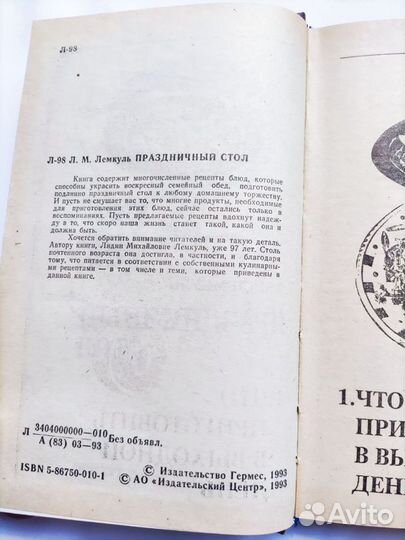 Л-98
Л-98 Л. М. Лемкуль ПРАЗДНИЧНЫЙ СТОЛ
Книга содержит многочисленные рецепты блюд, которые
способны украсить воскресный семейный обед, подготовить
подлинно праздничный стол к любому домашнему торжеству.
И пусть не смущает вас то, что многие продукты, необходимые
для приготовления этих блюд, сейчас остались только в
воспоминаниях. Пусть предлагаемые рецепты вдохнут надеж-
ду в то, что скоро наша жизнь станет такой, какой она и
должна быть.
Хочется обратить внимание читателей и на такую деталь.
Автору книги, Лидии Михайловне Лемкуль, уже 97 лет. Столь
почтенного возраста она достигла, в частности, и благодаря
тому, что питается в соответствии с собственными кулинарны-
ми рецептами — в том числе и теми, которые приведены в
данной книге.
Л 3404000000—010 Без объявл.
А (83) 03—93
ISBN 5-86750-010-1
© Издательство Гермес, 1993
© АО «Издательский Центр», 1993
1. ЧТО
ПРИ
В ВЫ
ДЕН
Avito